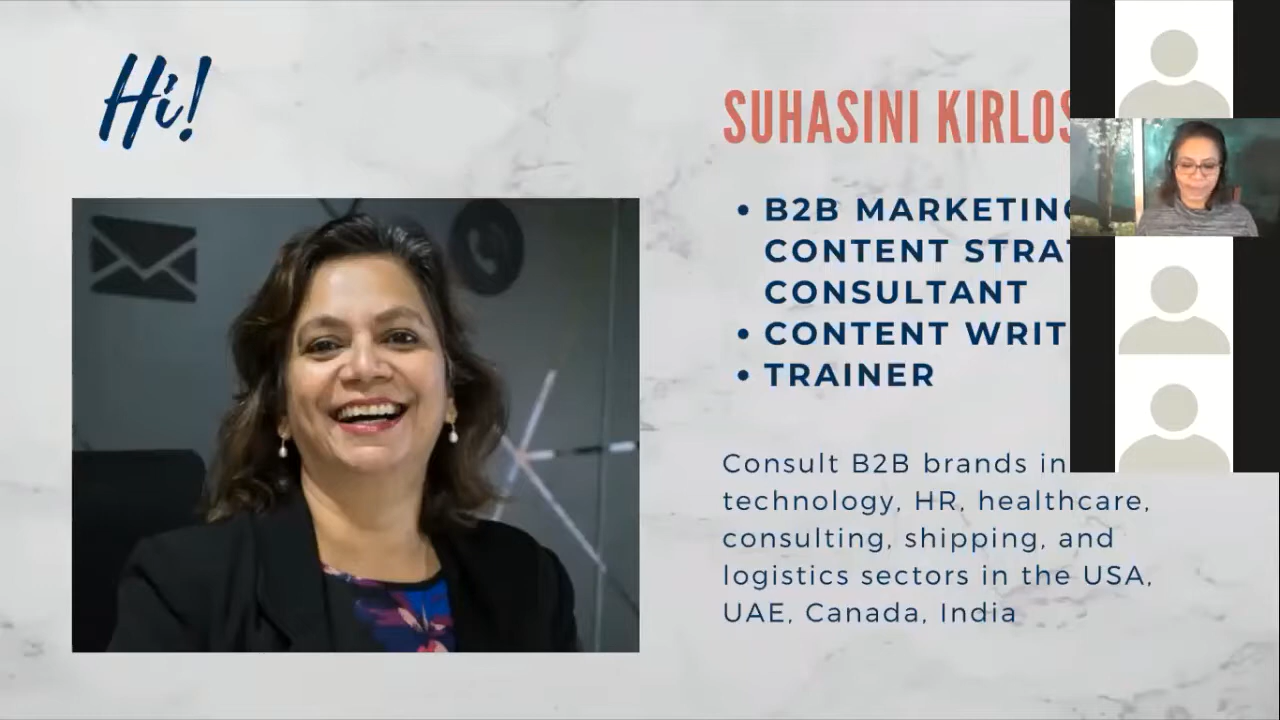 Hi!
SUHASINI
B2B MARKETING
CONTENT
CONSULTANT
CONTENT
TRAINER
Consult B2B brands in
technology, HR, healthcare,
consulting, shipping, and
logistics sectors in the USA,
UAE, Canada, India